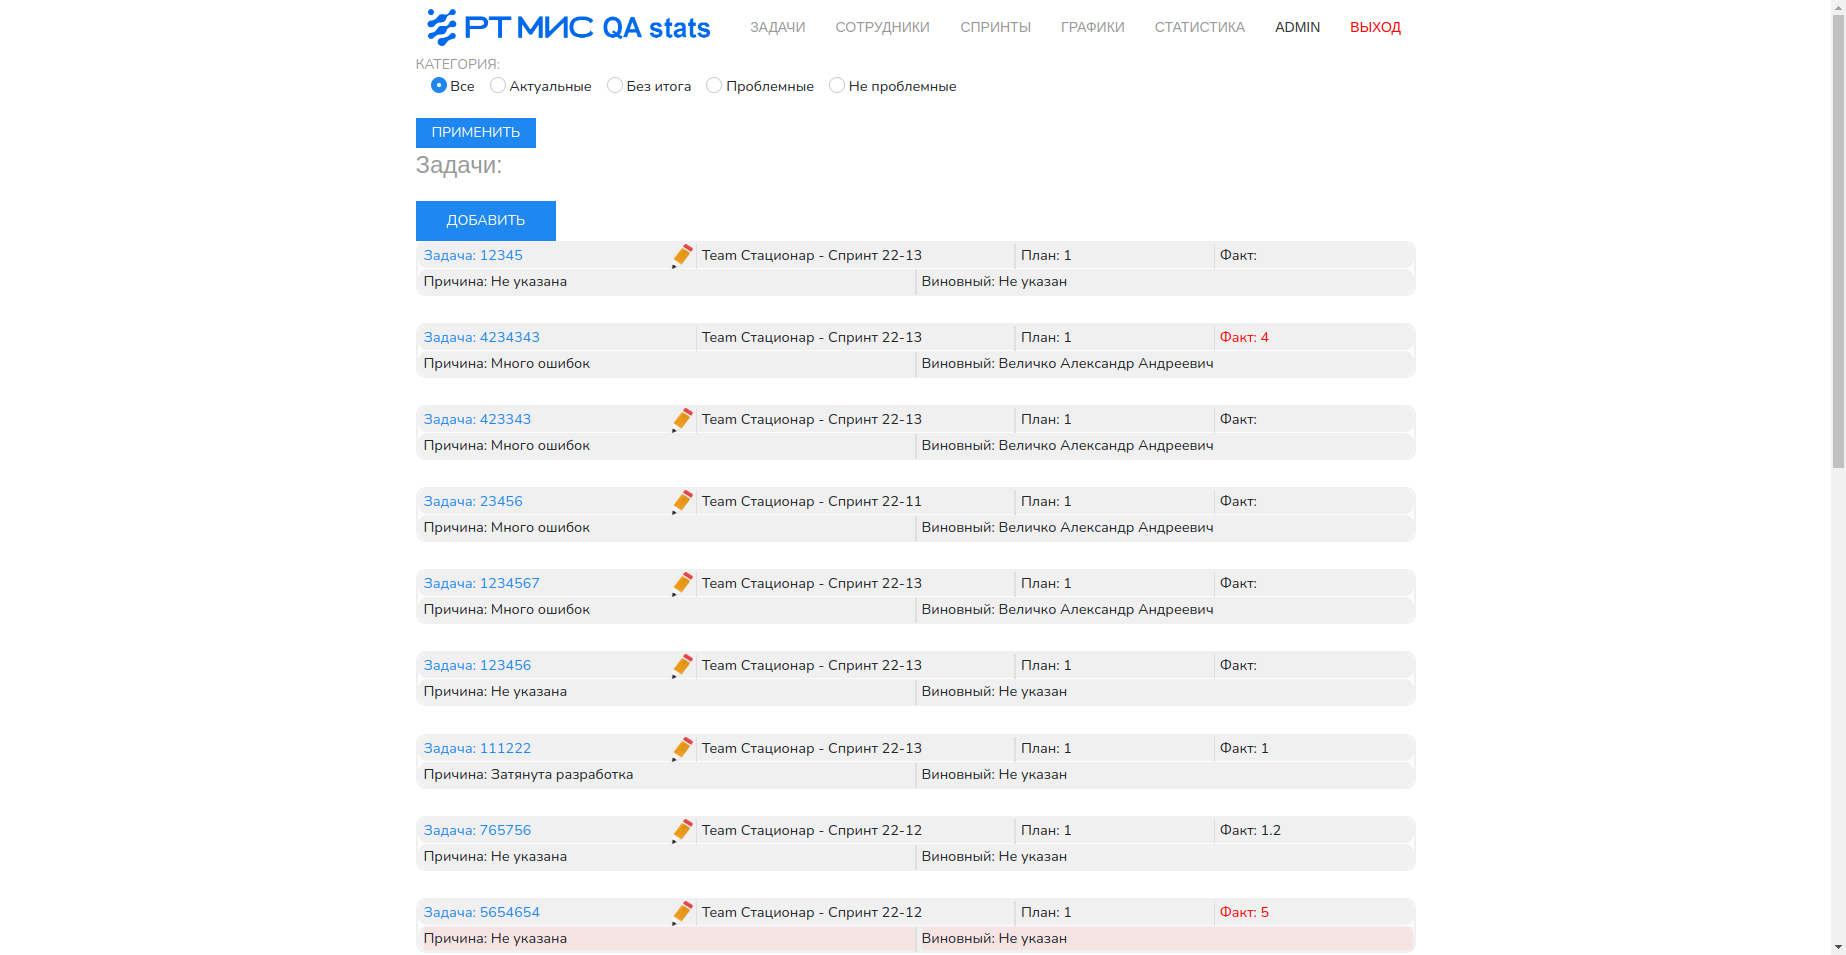 РТ МИС QA stats ЗАДАЧИ СОТРУДНИКИ СПРИНТЫ ГРАФИКИ СТАТИСТИКА ADMIN ВЫХОД
КАТЕГОРИЯ:
Все Актуальные Без итога Проблемные Не проблемные
ПРИМЕНИТЬ
Задачи:
ДОБАВИТЬ
Задача: 12345 Team Стационар - Спринт 22-13 План: 1 Факт:
Причина: Не указана Виновный: Не указан
Задача: 4234343 Team Стационар - Спринт 22-13 План: 1 Факт: 4
Причина: Много ошибок Виновный: Величко Александр Андреевич
Задача: 423343 Team Стационар - Спринт 22-13 План: 1 Факт:
Причина: Много ошибок Виновный: Величко Александр Андреевич
Задача: 23456 Team Стационар - Спринт 22-11 План: 1 Факт:
Причина: Много ошибок Виновный: Величко Александр Андреевич
Задача: 1234567 Team Стационар - Спринт 22-13 План: 1 Факт:
Причина: Много ошибок Виновный: Величко Александр Андреевич
Задача: 123456 Team Стационар - Спринт 22-13 План: 1 Факт:
Причина: Не указана Виновный: Не указан
Задача: 111222 Team Стационар - Спринт 22-13 План: 1 Факт: 1
Причина: Затянута разработка Виновный: Не указан
Задача: 765756 Team Стационар - Спринт 22-12 План: 1 Факт: 1.2
Причина: Не указана Виновный: Не указан
Задача: 5654654 Team Стационар - Спринт 22-12 План: 1 Факт: 5
Причина: Не указана Виновный: Не указан